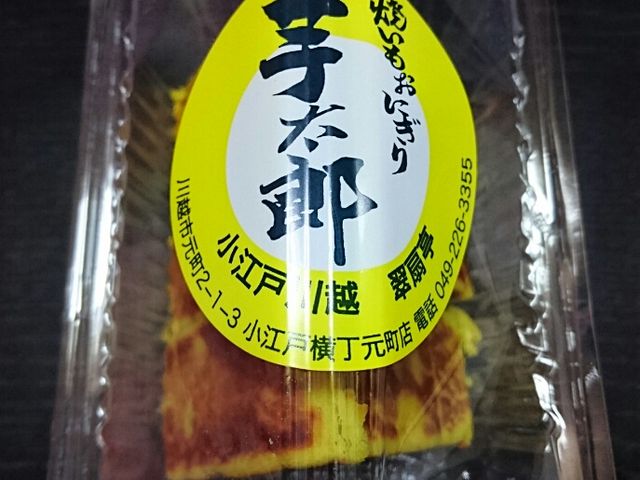 焼いもおにぎり
芋太郎
小江戸川越 翠扇亭
川越市元町2-1-3 小江戸横丁元町店 電話 049-226-3355